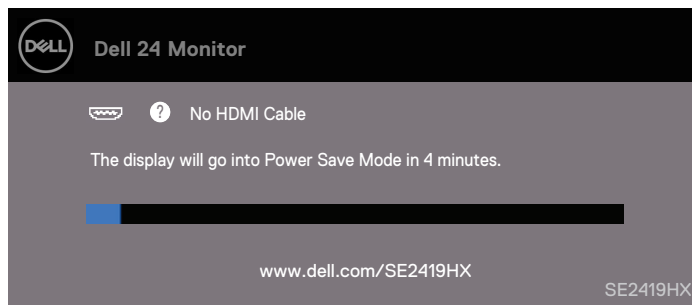 DELL
Dell 24 Monitor
? No HDMI Cable
The display will go into Power Save Mode in 4 minutes.
www.dell.com/SE2419HX
SE2419HX